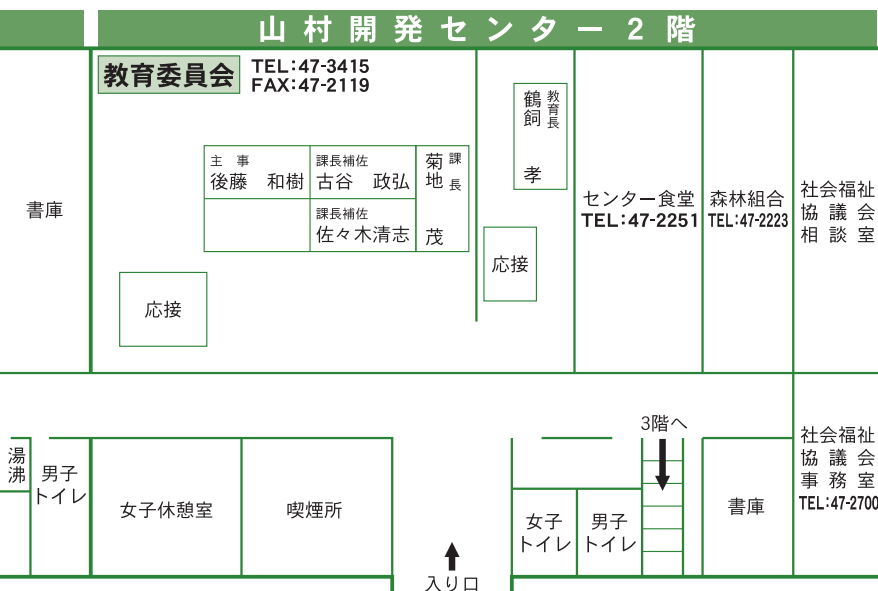 山村開発センター2階
教育委員会
TEL:47-3415
FAX:47-2119
教育長
鶴飼 孝
主 事
後藤 和樹
課長補佐
古谷 政弘
課長
菊地 茂
課長補佐
佐々木清志
書庫
応接
応接
センター食堂
TEL:47-2251
森林組合
TEL:47-2223
社会福祉
協議会
相談室
3階へ
湯沸
男子
トイレ
女子休憩室
喫煙所
入り口
女子
トイレ
男子
トイレ
書庫
社会福祉
協議会
事務室
TEL:47-2700